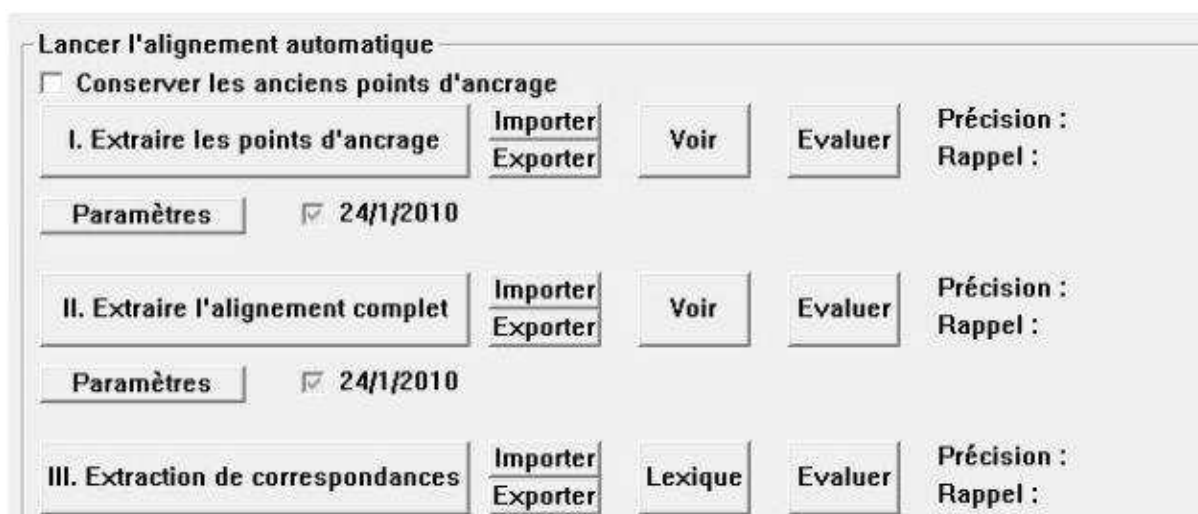 Lancer l'alignement automatique
Conserver les anciens points d'ancrage
I. Extraire les points d'ancrage Importer Exporter Voir Evaluer Précision :
Rappel :
Paramètres 24/1/2010
II. Extraire l'alignement complet Importer Exporter Voir Evaluer Précision :
Rappel :
Paramètres 24/1/2010
III. Extraction de correspondances Importer Exporter Lexique Evaluer Précision :
Rappel :